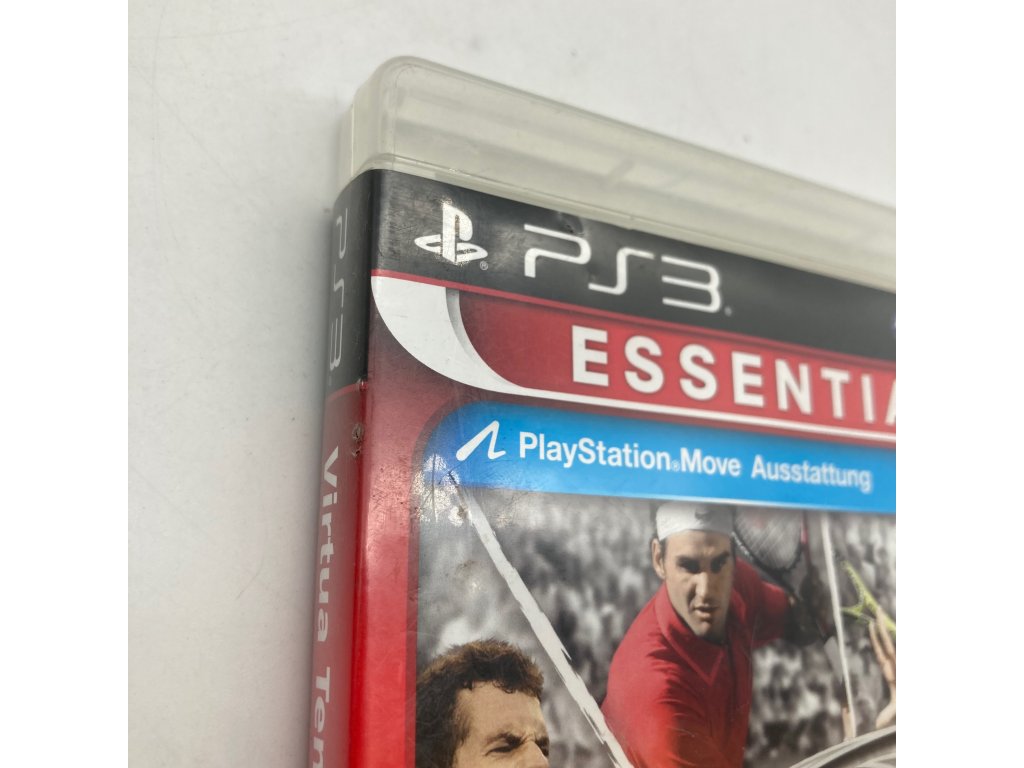 PS3
ESSENTIA
PlayStation®Move Ausstattung
PS3
Virtua Ten